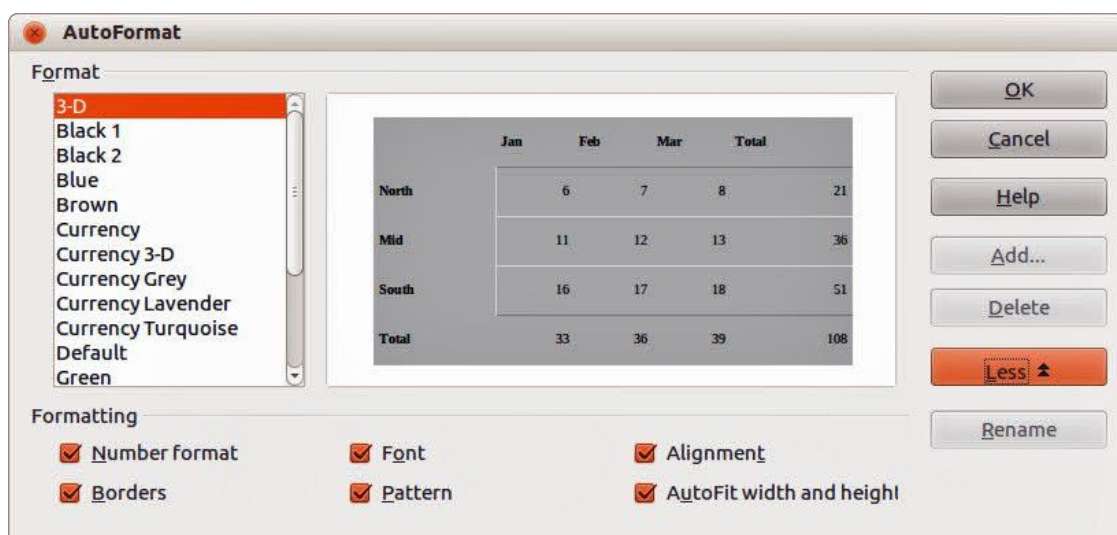 AutoFormat
Format
3-D
Black 1
Black 2
Blue
Brown
Currency
Currency 3-D
Currency Grey
Currency Lavender
Currency Turquoise
Default
Green
Jan Feb Mar Total
North 6 7 8 21
Mid 11 12 13 36
South 16 17 18 51
Total 33 36 39 108
OK
Cancel
Help
Add...
Delete
Less
Rename
Formatting
Number format Font Alignment
Borders Pattern AutoFit width and height